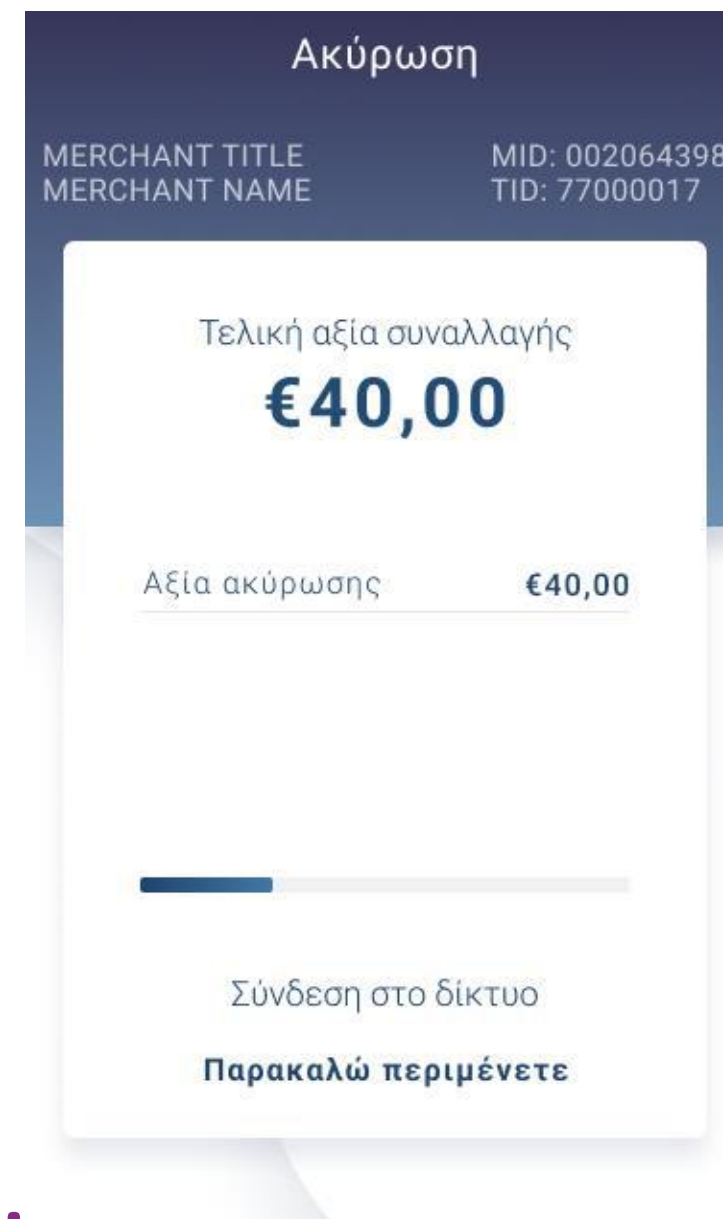 Ακύρωση
MERCHANT TITLE MID: 002064398
MERCHANT NAME TID: 77000017
Τελική αξία συναλλαγής
€40,00
Αξία ακύρωσης €40,00
Σύνδεση στο δίκτυο
Παρακαλώ περιμένετε